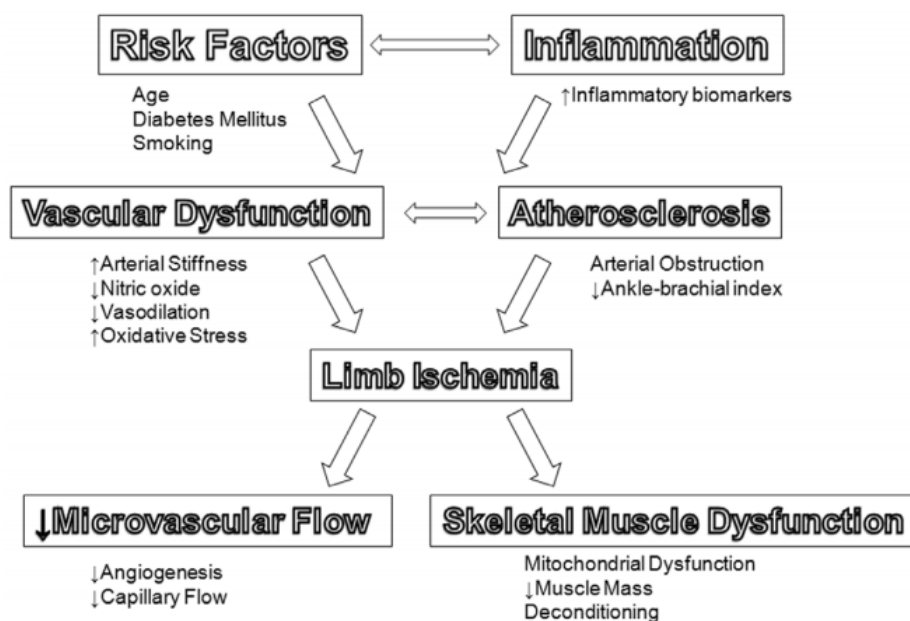 Risk Factors
Inflammation
Age
Diabetes Mellitus
Smoking
↑Inflammatory biomarkers
Vascular Dysfunction
Atherosclerosis
↑Arterial Stiffness
↓Nitric oxide
↓Vasodilation
↑Oxidative Stress
Arterial Obstruction
↓Ankle-brachial index
Limb Ischemia
↓Microvascular Flow
Skeletal Muscle Dysfunction
↓Angiogenesis
↓Capillary Flow
Mitochondrial Dysfunction
↓Muscle Mass
Deconditioning